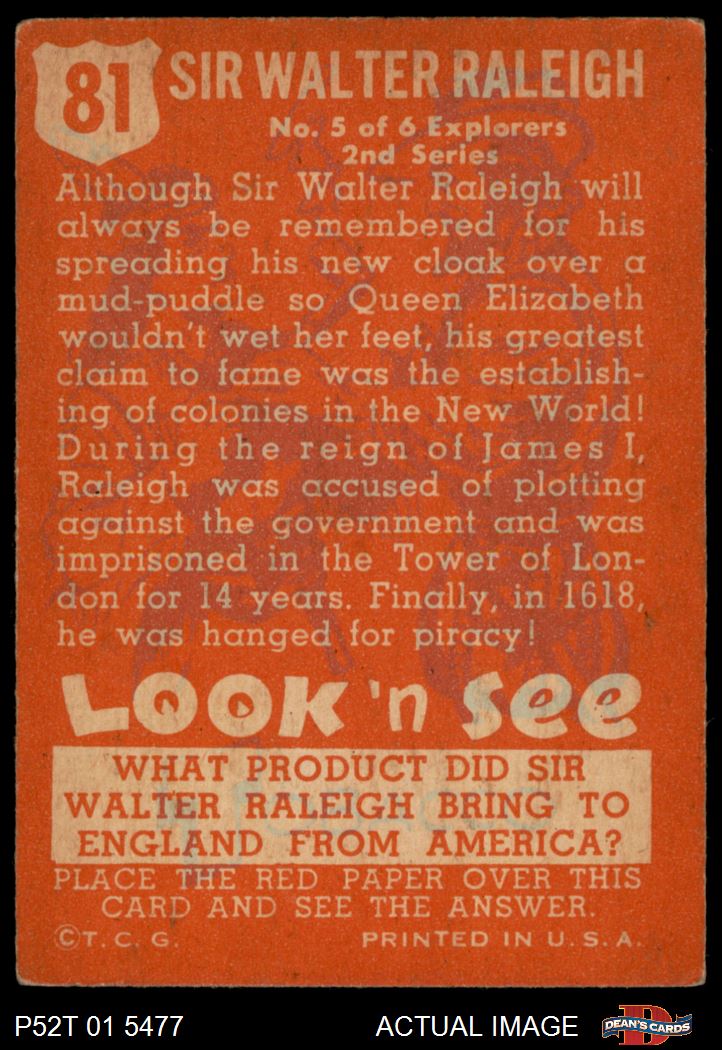 81
SIR WALTER RALEIGH
No. 5 of 6 Explorers
2nd Series
Although Sir Walter Raleigh will
always be remembered for his
spreading his new cloak over a
mud-puddle so Queen Elizabeth
wouldn't wet her feet, his greatest
claim to fame was the establish-
ing of colonies in the New World!
During the reign of James I,
Raleigh was accused of plotting
against the government and was
imprisoned in the Tower of Lon-
don for 14 years. Finally, in 1618,
he was hanged for piracy!
LOOK 'n SEE
WHAT PRODUCT DID SIR
WALTER RALEIGH BRING TO
ENGLAND FROM AMERICA?
PLACE THE RED PAPER OVER THIS
CARD AND SEE THE ANSWER.
©T.C.G. PRINTED IN U.S.A.
P52T 01 5477 ACTUAL IMAGE D DEAN'S CARDS